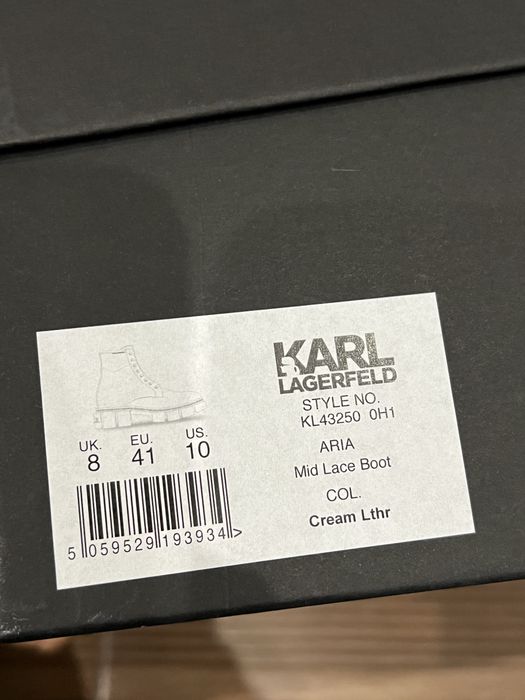 KARL
LAGERFELD
STYLE NO.
KL43250 0H1
ARIA
Mid Lace Boot
COL.
Cream Lthr
UK. EU. US.
8 41 10
5 059529 193934 >